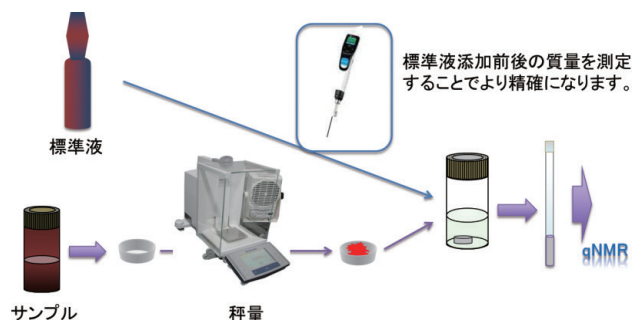 標準液添加前後の質量を測定
することでより精確になります。
標準液
qNMR
サンプル
秤量